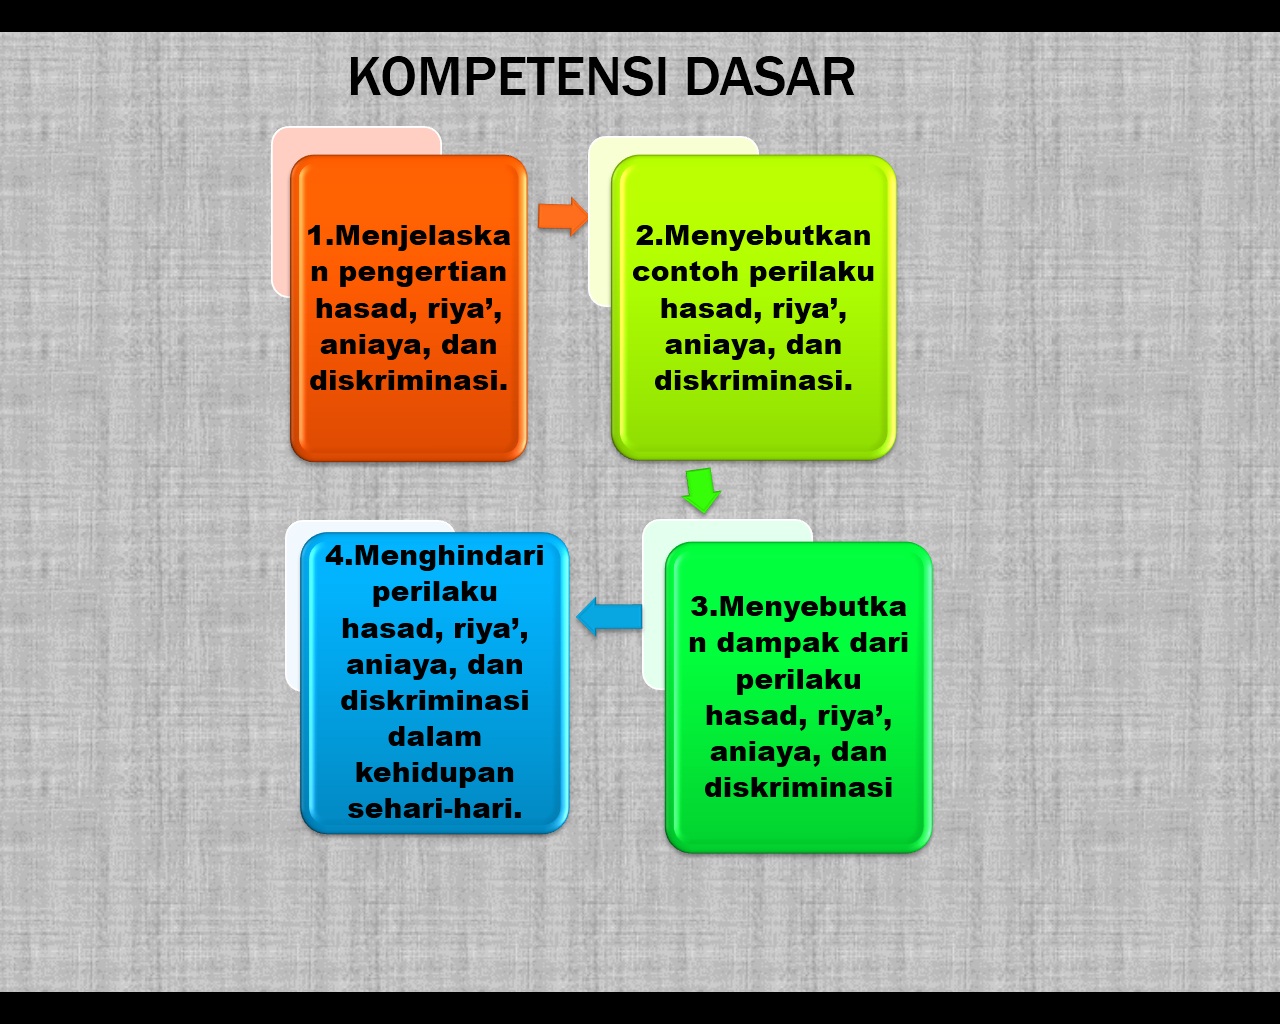 KOMPETENSI DASAR
1.Menjelaska
n pengertian
hasad, riya’,
aniaya, dan
diskriminasi.
2.Menyebutkan
contoh perilaku
hasad, riya’,
aniaya, dan
diskriminasi.
3.Menyebutka
n dampak dari
perilaku
hasad, riya’,
aniaya, dan
diskriminasi
4.Menghindari
perilaku
hasad, riya’,
aniaya, dan
diskriminasi
dalam
kehidupan
sehari-hari.